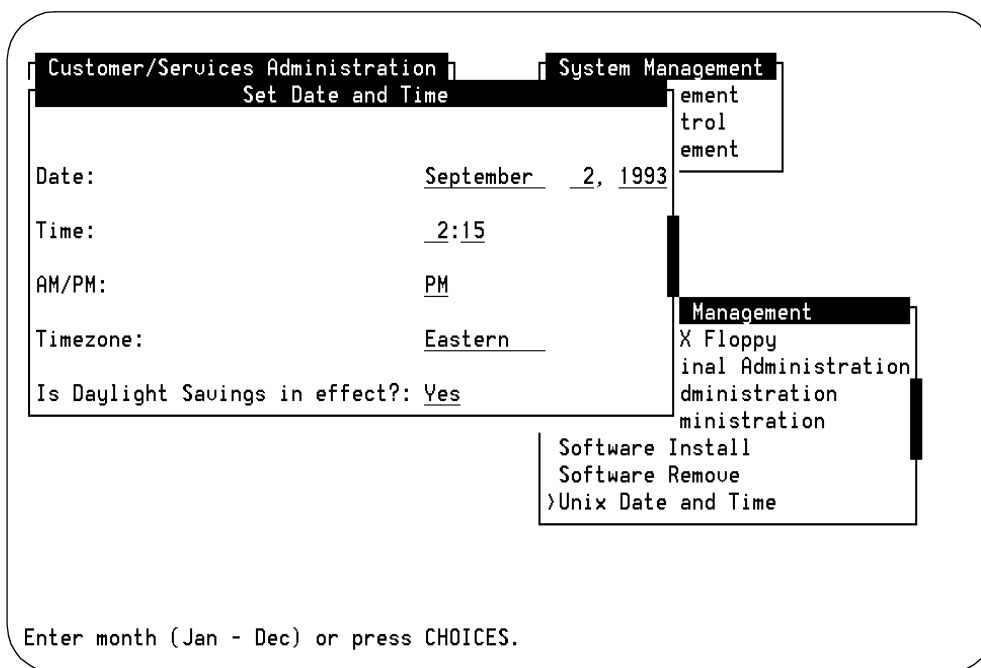 Customer/Services Administration
System Management
Set Date and Time
ement
trol
ement
Date: September 2, 1993
Time: 2:15
AM/PM: PM
Management
Timezone: Eastern
X Floppy
inal Administration
Is Daylight Savings in effect?: Yes
dministration
ministration
Software Install
Software Remove
>Unix Date and Time
Enter month (Jan - Dec) or press CHOICES.